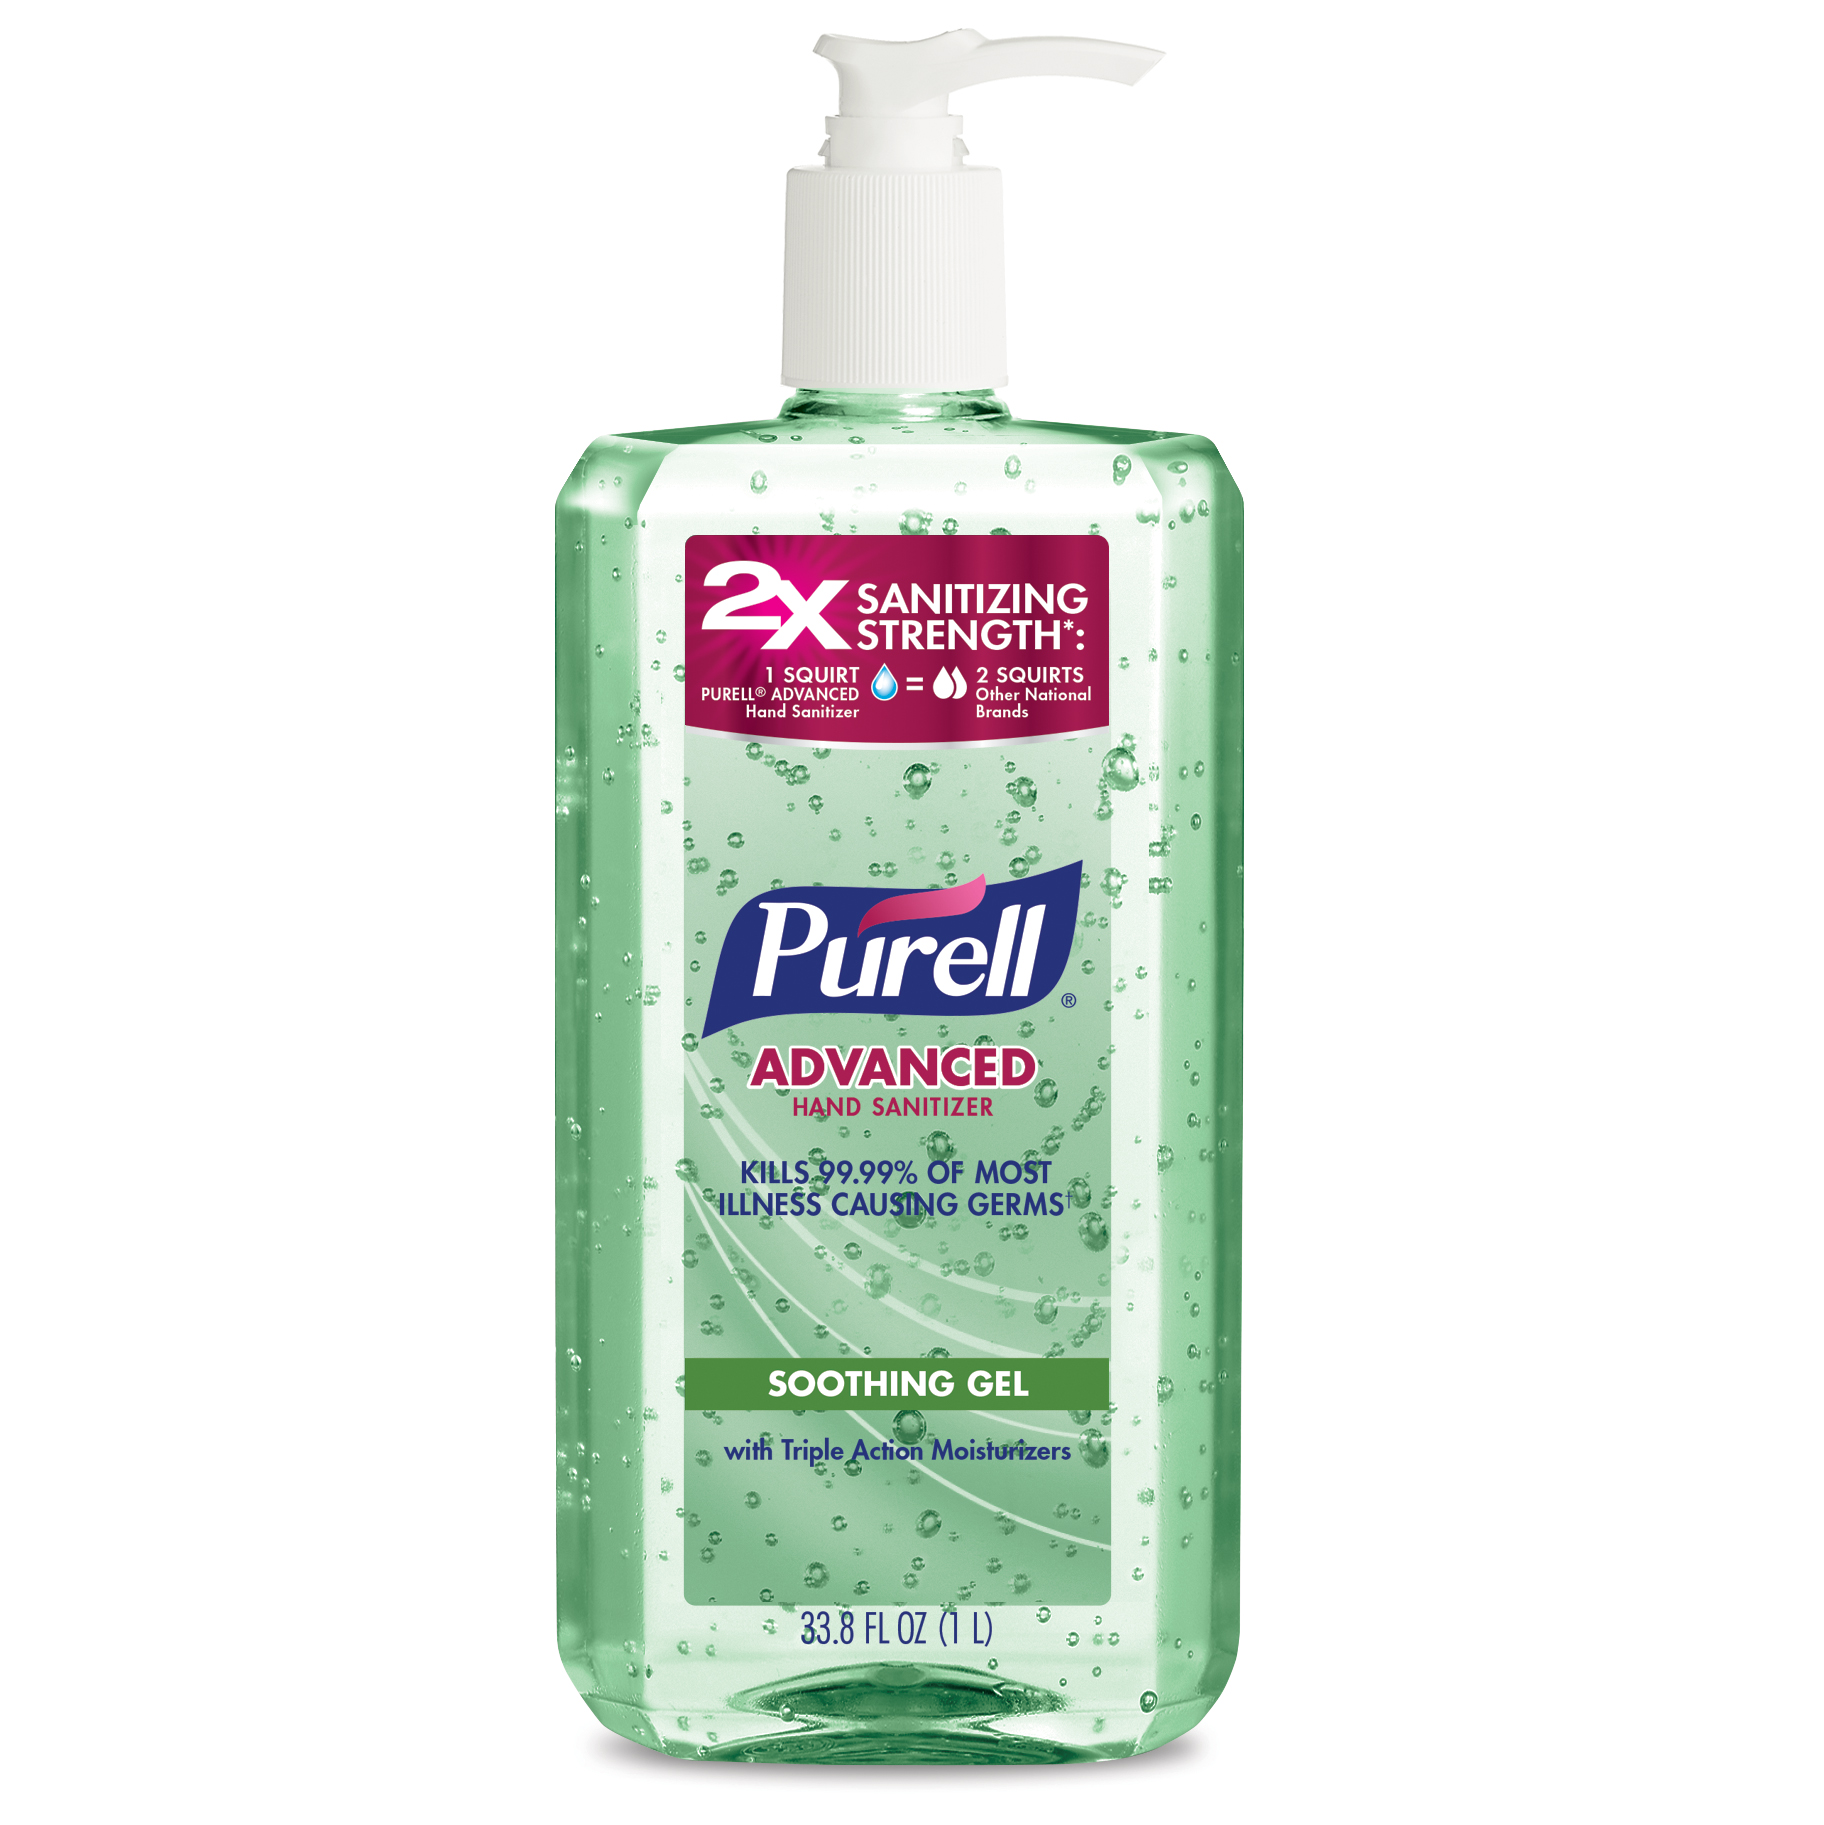 2X SANITIZING
STRENGTH*:
1 SQUIRT
PURELL® ADVANCED
Hand Sanitizer
=
2 SQUIRTS
Other National
Brands
Purell®
ADVANCED
HAND SANITIZER
KILLS 99.99% OF MOST
ILLNESS CAUSING GERMS†
SOOTHING GEL
with Triple Action Moisturizers
33.8 FL OZ (1 L)